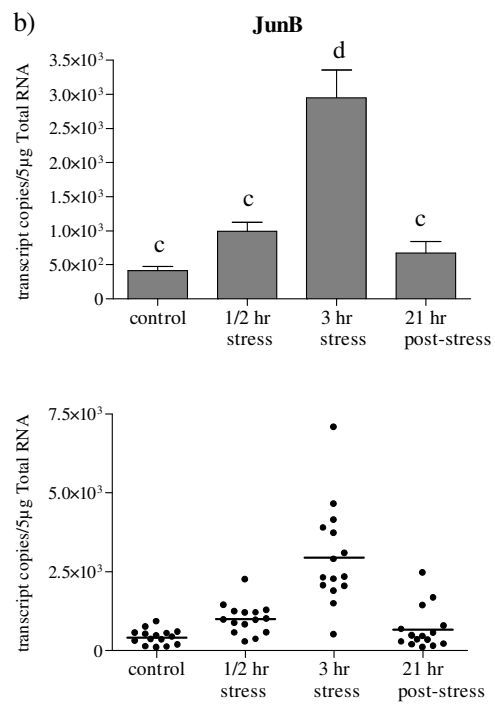 b)
JunB
transcript copies/5µg Total RNA
3.5×10³
3.0×10³
2.5×10³
2.0×10³
1.5×10³
1.0×10³
5.0×10²
0
c
c
d
c
control
1/2 hr
stress
3 hr
stress
21 hr
post-stress
transcript copies/5µg Total RNA
7.5×10³
5.0×10³
2.5×10³
0
control
1/2 hr
stress
3 hr
stress
21 hr
post-stress